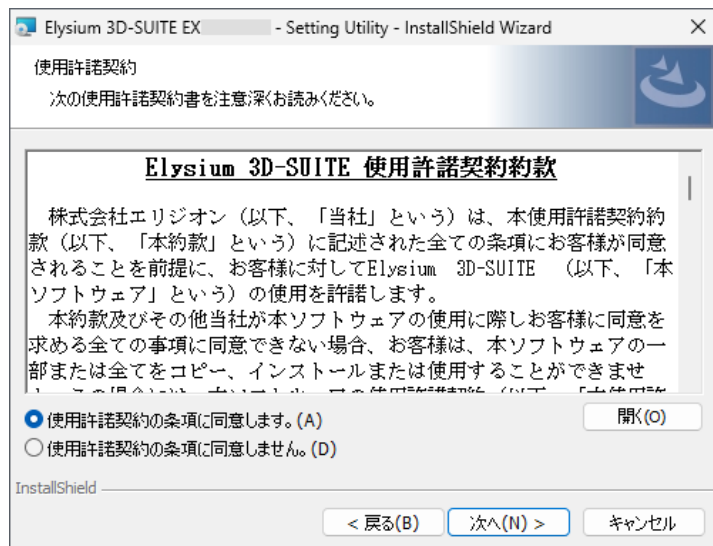 Elysium 3D-SUITE EX - Setting Utility - InstallShield Wizard
使用許諾契約
次の使用許諾契約書を注意深くお読みください。
Elysium 3D-SUITE 使用許諾契約約款
株式会社エリジオン（以下、「当社」という）は、本使用許諾契約約
款（以下、「本約款」という）に記述された全ての条項にお客様が同意
されることを前提に、お客様に対してElysium 3D-SUITE （以下、「本
ソフトウェア」という）の使用を許諾します。
本約款及びその他当社が本ソフトウェアの使用に際しお客様に同意を
求める全ての事項に同意できない場合、お客様は、本ソフトウェアの一
部または全てをコピー、インストールまたは使用することができませ
使用許諾契約の条項に同意します。(A)
開く(O)
使用許諾契約の条項に同意しません。(D)
InstallShield
< 戻る(B)
次へ(N) >
キャンセル